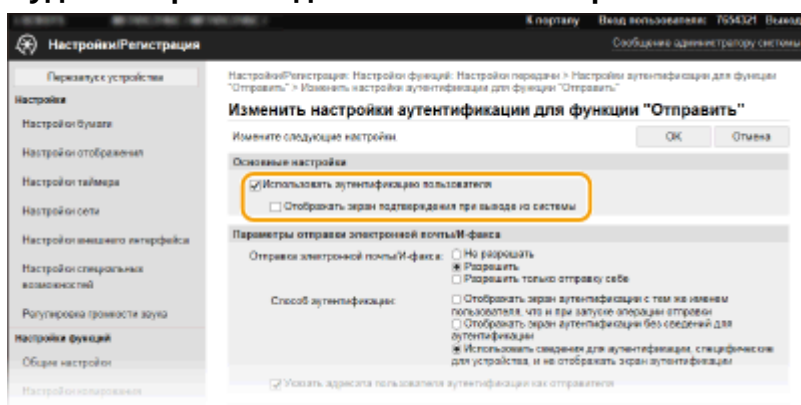 К порталу Вход пользователя: 7654321 Выход
Настройки/Регистрация
Сообщение администратору системы
Перезапуск устройства
Настройки
Настройки бумаги
Настройки отображения
Настройки таймера
Настройки сети
Настройки внешнего интерфейса
Настройки специальных
возможностей
Регулировка громкости звука
Настройки функций
Общие настройки
Настройки копирования
Настройки/Регистрация: Настройки функций: Настройки передачи > Настройки аутентификации для функции
"Отправить" > Изменить настройки аутентификации для функции "Отправить"
Изменить настройки аутентификации для функции "Отправить"
Измените следующие настройки.
OK Отмена
Основные настройки
Использовать аутентификацию пользователя
Отображать экран подтверждения при выводе из системы
Параметры отправки электронной почты/И-факса
Отправка электронной почты/И-факса:
Не разрешать
Разрешить
Разрешить только отправку себе
Способ аутентификации:
Отображать экран аутентификации с тем же именем
пользователя, что и при запуске операции отправки
Отображать экран аутентификации без сведений для
аутентификации
Использовать сведения для аутентификации, специфические
для устройства, и не отображать экран аутентификации
Указать адресата пользователя аутентификации как отправителя